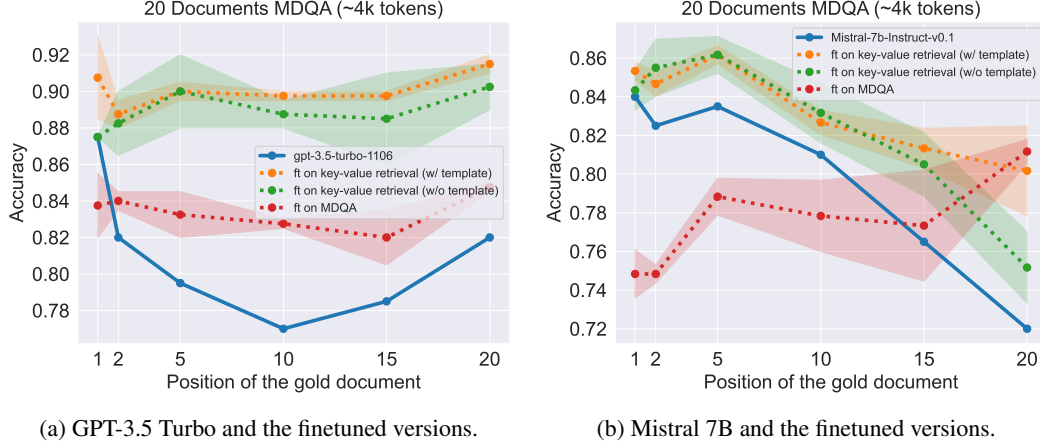 20 Documents MDQA (~4k tokens)
Accuracy
0.92
0.90
0.88
0.86
0.84
0.82
0.80
0.78
gpt-3.5-turbo-1106
ft on key-value retrieval (w/ template)
ft on key-value retrieval (w/o template)
ft on MDQA
1 2 5 10 15 20
Position of the gold document
(a) GPT-3.5 Turbo and the finetuned versions.
20 Documents MDQA (~4k tokens)
Accuracy
0.86
0.84
0.82
0.80
0.78
0.76
0.74
0.72
Mistral-7b-Instruct-v0.1
ft on key-value retrieval (w/ template)
ft on key-value retrieval (w/o template)
ft on MDQA
1 2 5 10 15 20
Position of the gold document
(b) Mistral 7B and the finetuned versions.